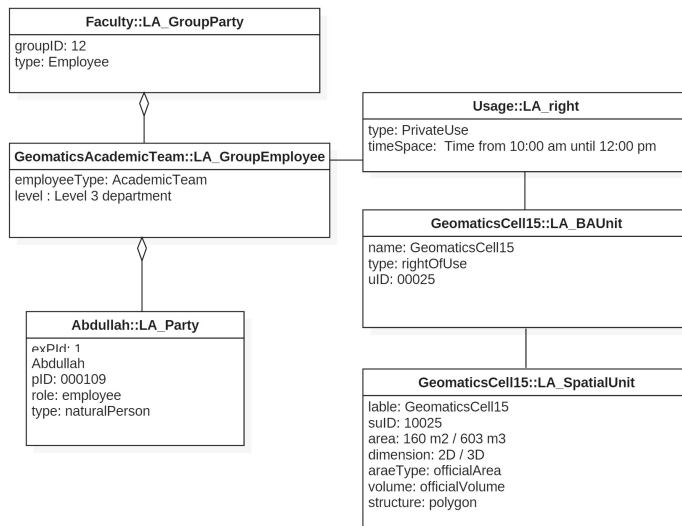 Faculty::LA_GroupParty
groupID: 12
type: Employee
GeomaticsAcademicTeam::LA_GroupEmployee
employeeType: AcademicTeam
level : Level 3 department
Abdullah::LA_Party
exPId: 1
Abdullah
pID: 000109
role: employee
type: naturalPerson
Usage::LA_right
type: PrivateUse
timeSpace:  Time from 10:00 am until 12:00 pm
GeomaticsCell15::LA_BAUnit
name: GeomaticsCell15
type: rightOfUse
uID: 00025
GeomaticsCell15::LA_SpatialUnit
lable: GeomaticsCell15
suID: 10025
area: 160 m2 / 603 m3
dimension: 2D / 3D
araeType: officialArea
volume: officialVolume
structure: polygon